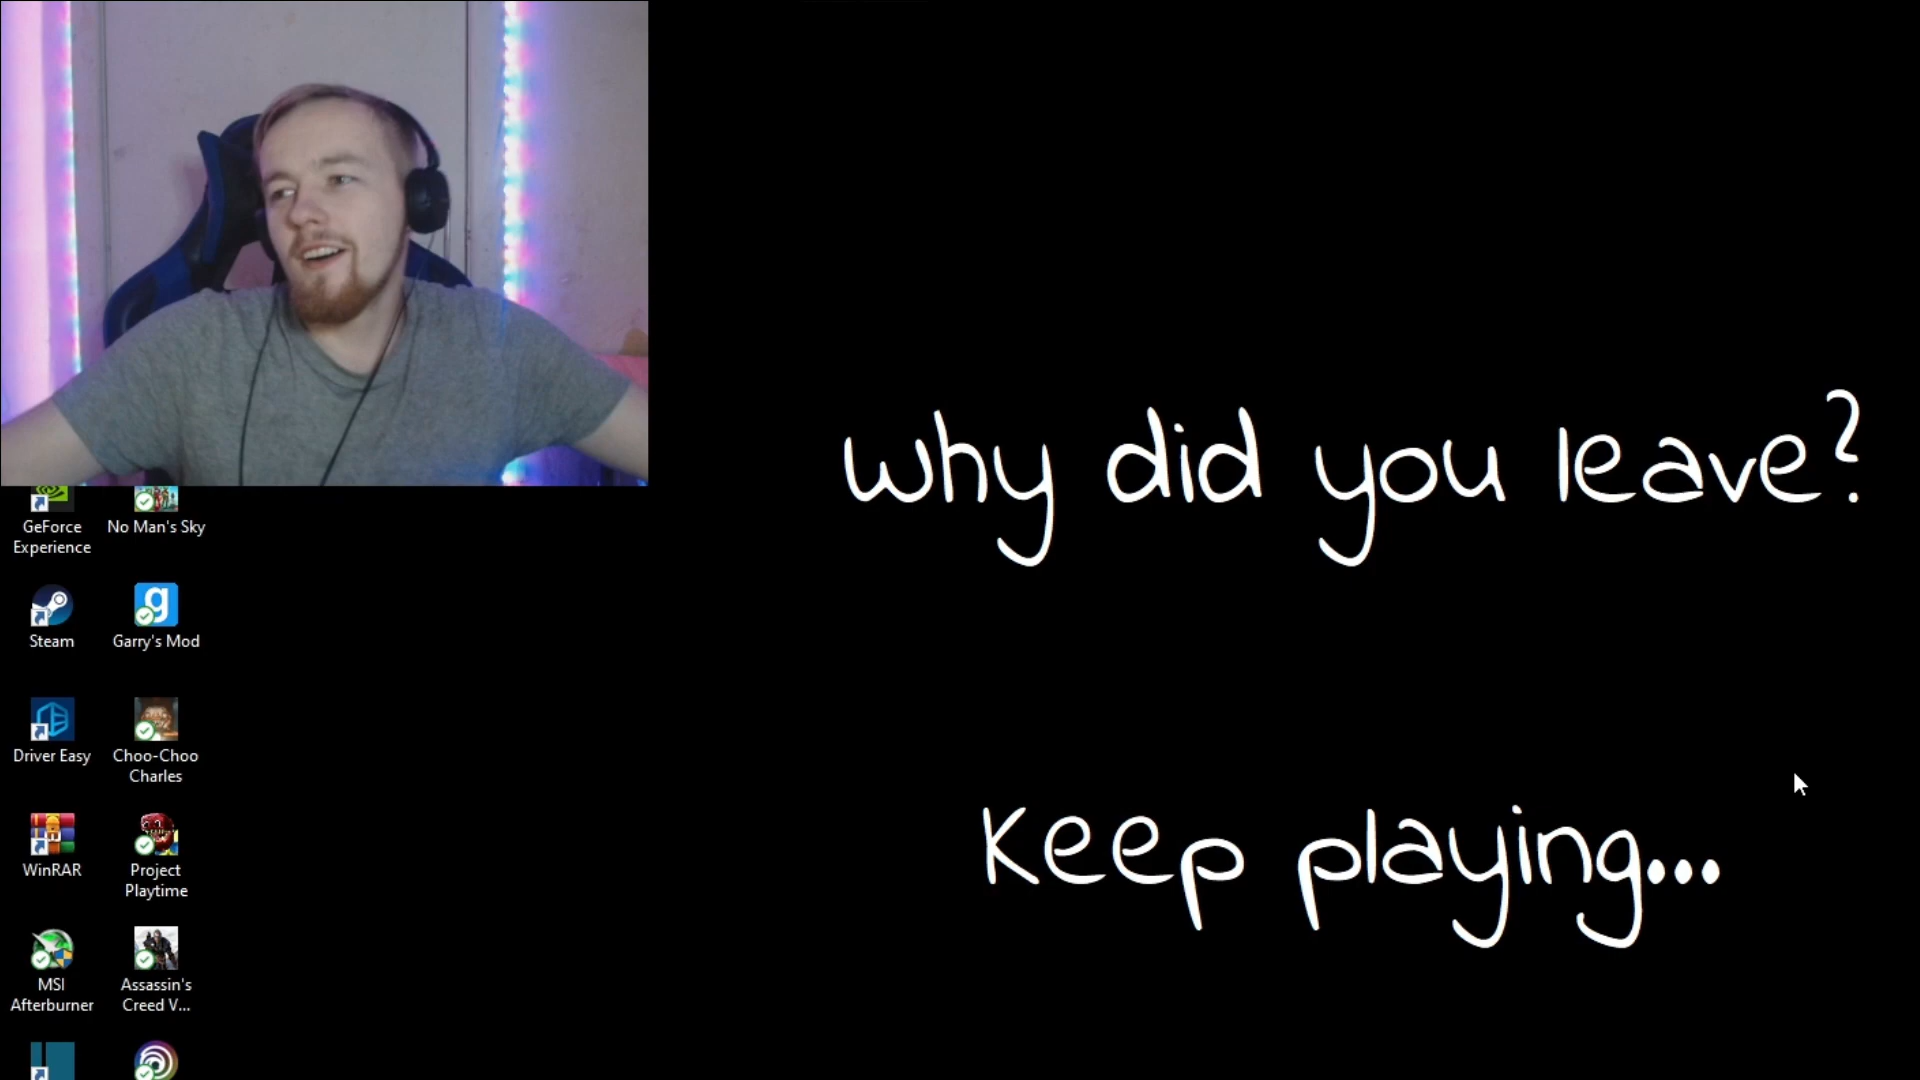 Why did you leave?
Keep playing...
GeForce
Experience
No Man's Sky
Steam
Garry's Mod
Driver Easy
Choo-Choo
Charles
WinRAR
Project
Playtime
MSI
Afterburner
Assassin's
Creed V...